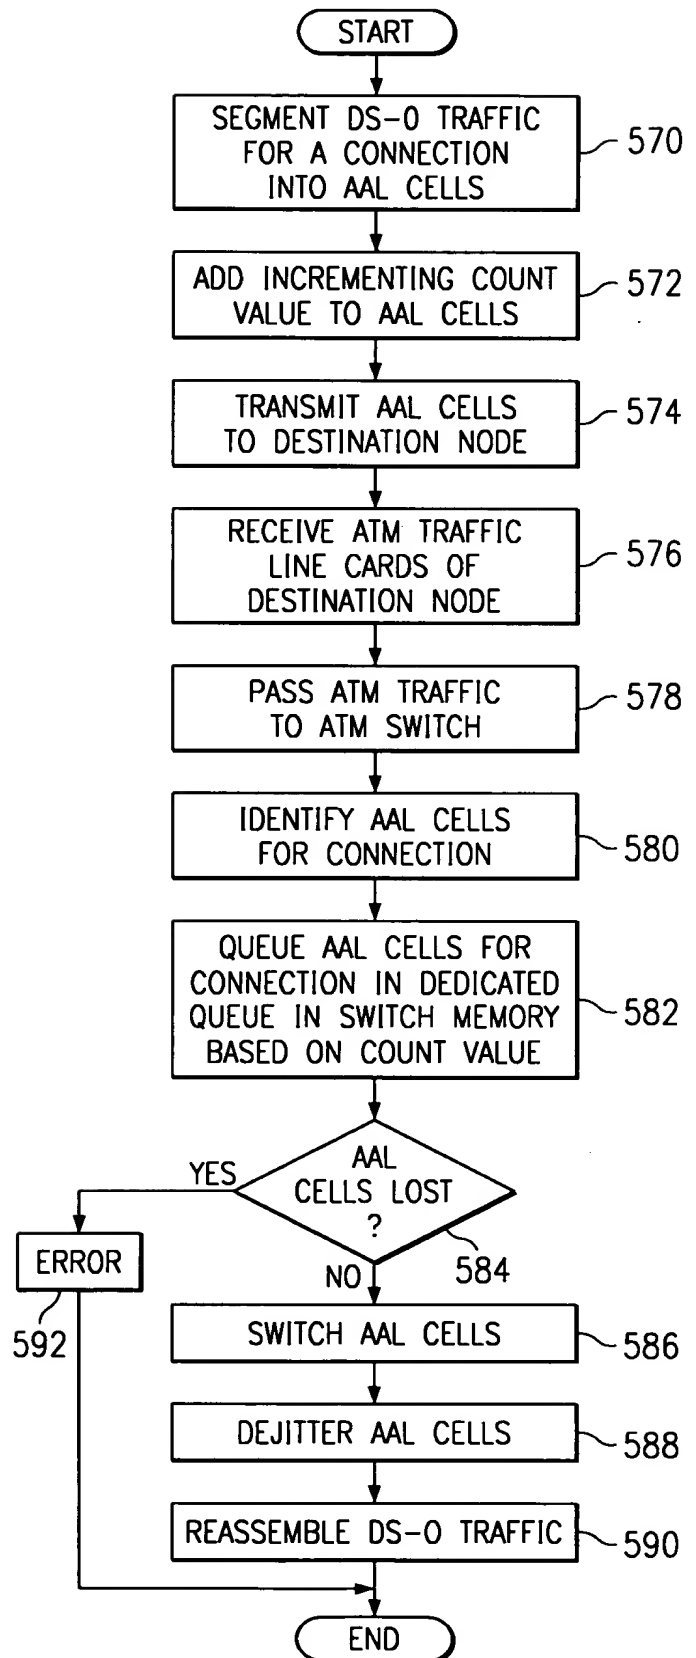 START
SEGMENT DS-0 TRAFFIC
FOR A CONNECTION
INTO AAL CELLS
570
ADD INCREMENTING COUNT
VALUE TO AAL CELLS
572
TRANSMIT AAL CELLS
TO DESTINATION NODE
574
RECEIVE ATM TRAFFIC
LINE CARDS OF
DESTINATION NODE
576
PASS ATM TRAFFIC
TO ATM SWITCH
578
IDENTIFY AAL CELLS
FOR CONNECTION
580
QUEUE AAL CELLS FOR
CONNECTION IN DEDICATED
QUEUE IN SWITCH MEMORY
BASED ON COUNT VALUE
582
AAL
CELLS LOST
?
584
YES
NO
ERROR
592
SWITCH AAL CELLS
586
DEJITTER AAL CELLS
588
REASSEMBLE DS-0 TRAFFIC
590
END